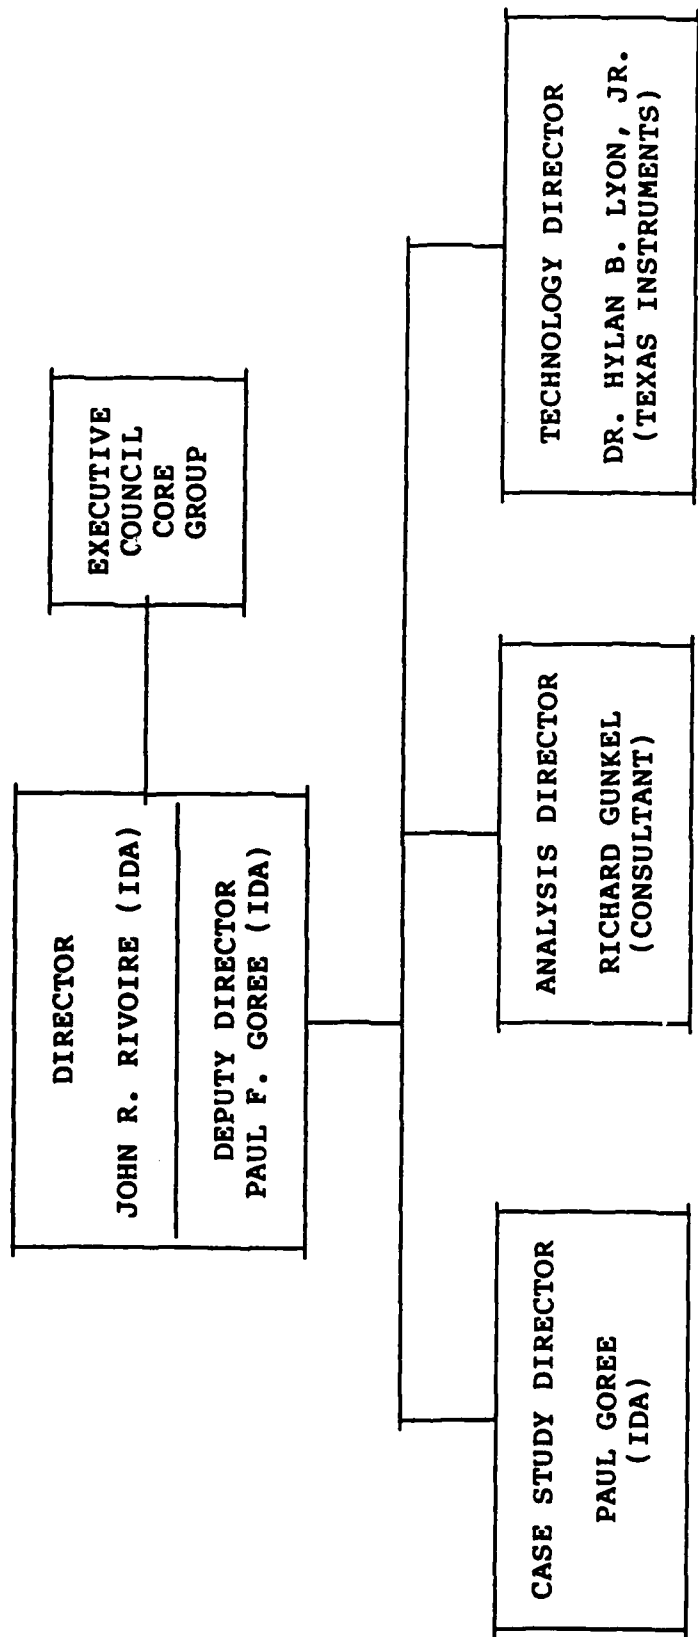 DIRECTOR
JOHN R. RIVOIRE (IDA)
DEPUTY DIRECTOR
PAUL F. GOREE (IDA)
EXECUTIVE
COUNCIL
CORE
GROUP
CASE STUDY DIRECTOR
PAUL GOREE
(IDA)
ANALYSIS DIRECTOR
RICHARD GUNKEL
(CONSULTANT)
TECHNOLOGY DIRECTOR
DR. HYLAN B. LYON, JR.
(TEXAS INSTRUMENTS)